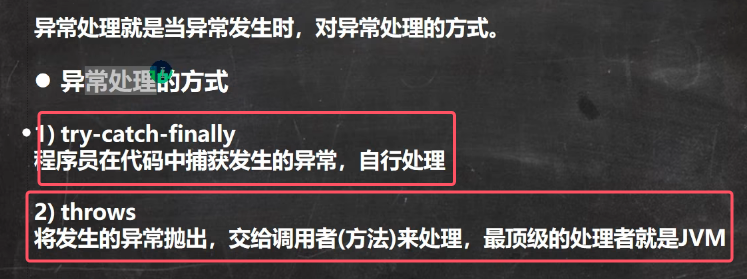 异常处理就是当异常发生时，对异常处理的方式。
● 异常处理的方式
1) try-catch-finally
程序员在代码中捕获发生的异常，自行处理
2) throws
将发生的异常抛出，交给调用者(方法)来处理，最顶级的处理者就是JVM